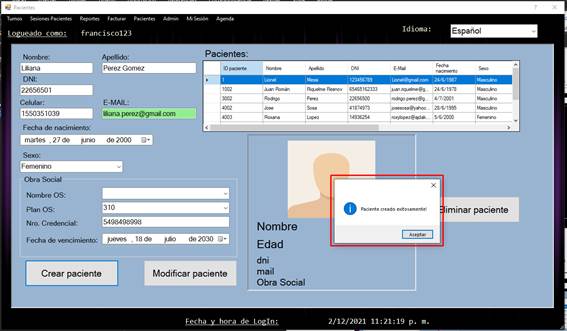 Pacientes
Turnos Sesiones-Pacientes Reportes Facturar Pacientes Admin Mi Sesión Agenda
Logueado como: francisco123
Idioma: Español
Nombre: Apellido:
Liliana Perez Gomez
DNI:
22656501
Celular: E-MAIL:
1550351039 liliana.perez@gmail.com
Fecha de nacimiento:
martes , 27 de junio de 2000
Sexo:
Femenino
Obra Social
Nombre OS:
Plan OS: 310
Nro. Credencial: 5498498998
Fecha de vencimiento: jueves , 18 de julio de 2030
Crear paciente Modificar paciente
Pacientes:
ID paciente Nombre Apellido DNI E-Mail Fecha nacimiento Sexo
1 Lionel Messi 123456789 Lionel@gmail.com 24/6/1987 Masculino
1002 Juan Román Riquelme 65468162333 juan.riquelme@g... 24/6/1978 Masculino
3002 Rodrigo Perez 22656500 rodrigo.perez@g... 4/7/2001 Masculino
4002 Jose Sosa 41874973 josesosa@yahoo... 28/6/1995 Masculino
4003 Roxana Lopez 14936254 Femenino
Nombre
Edad
dni
mail
Obra Social
Paciente creado exitosamente!
Aceptar
Eliminar paciente
Fecha y hora de LogIn: 2/12/2021 11:21:19 p. m.